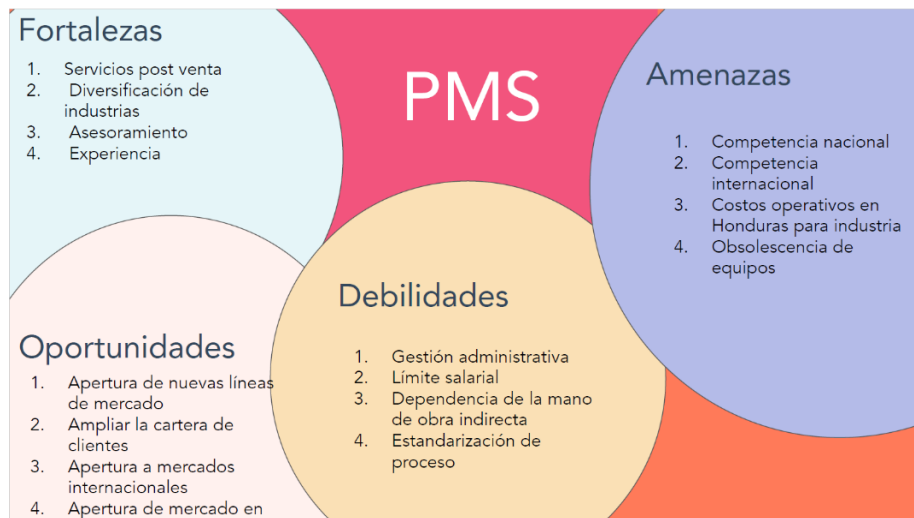 Fortalezas
1. Servicios post venta
2. Diversificación de
industrias
3. Asesoramiento
4. Experiencia
PMS
Amenazas
1. Competencia nacional
2. Competencia
internacional
3. Costos operativos en
Honduras para industria
4. Obsolescencia de
equipos
Oportunidades
1. Apertura de nuevas líneas
de mercado
2. Ampliar la cartera de
clientes
3. Apertura a mercados
internacionales
4. Apertura de mercado en
Debilidades
1. Gestión administrativa
2. Límite salarial
3. Dependencia de la mano
de obra indirecta
4. Estandarización de
proceso